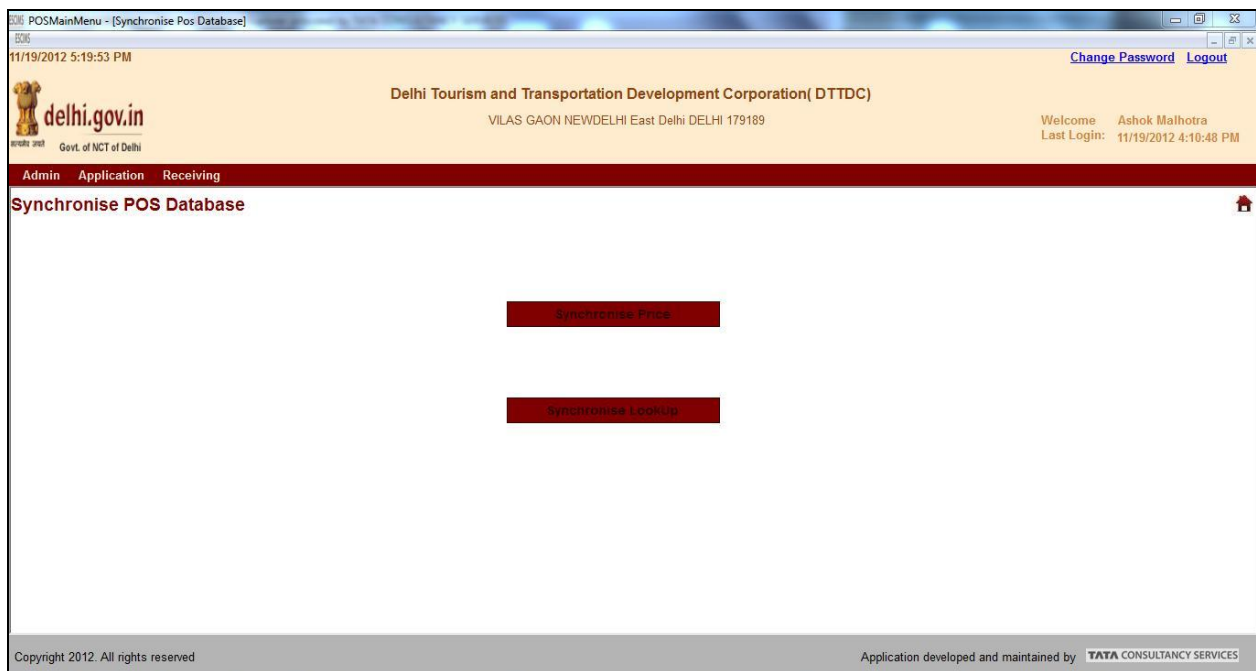 POSMainMenu - [Synchronise Pos Database]
11/19/2012 5:19:53 PM
Change Password Logout
Delhi Tourism and Transportation Development Corporation( DTTDC)
delhi.gov.in
VILAS GAON NEWDELHI East Delhi DELHI 179189
Welcome Ashok Malhotra
Last Login: 11/19/2012 4:10:48 PM
सत्यमेव जयते
Govt. of NCT of Delhi
Admin Application Receiving
Synchronise POS Database
Synchronise Price
Synchronise LookUp
Copyright 2012. All rights reserved
Application developed and maintained by TATA CONSULTANCY SERVICES